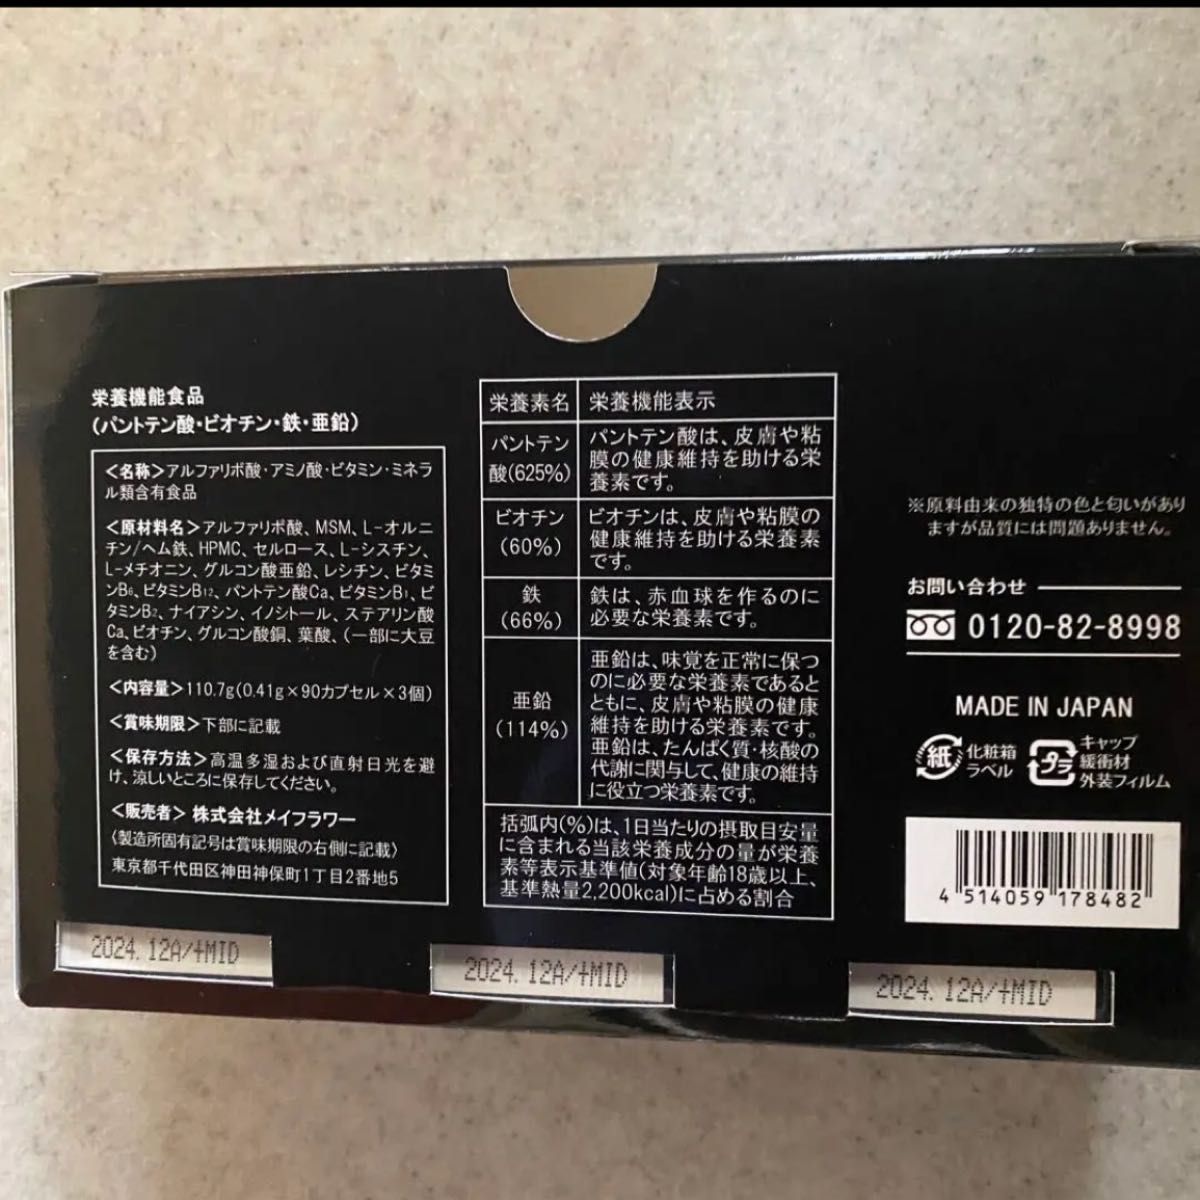 栄養機能食品
(パントテン酸・ビオチン・鉄・亜鉛)
<名称>アルファリポ酸・アミノ酸・ビタミン・ミネラ
ル類含有食品
<原材料名>アルファリポ酸、MSM、L-オルニ
チン/ヘム鉄、HPMC、セルロース、L-シスチン、
L-メチオニン、グルコン酸亜鉛、レシチン、ビタミ
ンB6、ビタミンB12、パントテン酸Ca、ビタミンB1、ビ
タミンB2、ナイアシン、イノシトール、ステアリン酸
Ca、ビオチン、グルコン酸銅、葉酸、(一部に大豆
を含む)
<内容量>110.7g(0.41g×90カプセル×3個)
<賞味期限>下部に記載
<保存方法>高温多湿および直射日光を避
け、涼しいところに保存してください。
<販売者> 株式会社メイフラワー
〈製造所固有記号は賞味期限の右側に記載〉
東京都千代田区神田神保町1丁目2番地5
栄養素名 栄養機能表示
パントテン
酸(625%)
パントテン酸は、皮膚や粘
膜の健康維持を助ける栄
養素です。
ビオチン
(60%)
ビオチンは、皮膚や粘膜の
健康維持を助ける栄養素
です。
鉄
(66%)
鉄は、赤血球を作るのに
必要な栄養素です。
亜鉛
(114%)
亜鉛は、味覚を正常に保つ
のに必要な栄養素であると
ともに、皮膚や粘膜の健康
維持を助ける栄養素です。
亜鉛は、たんぱく質・核酸の
代謝に関与して、健康の維持
に役立つ栄養素です。
括弧内(%)は、1日当たりの摂取目安量
に含まれる当該栄養成分の量が栄養
素等表示基準値(対象年齢18歳以上、
基準熱量2,200kcal)に占める割合
※原料由来の独特の色と匂いがあり
ますが品質には問題ありません。
お問い合わせ
0120-82-8998
MADE IN JAPAN
紙 化粧箱
ラベル
プラ キャップ
緩衝材
外装フィルム
4 514059 178482
2024. 12A/+MID
2024. 12A/+MID
2024. 12A/+MID